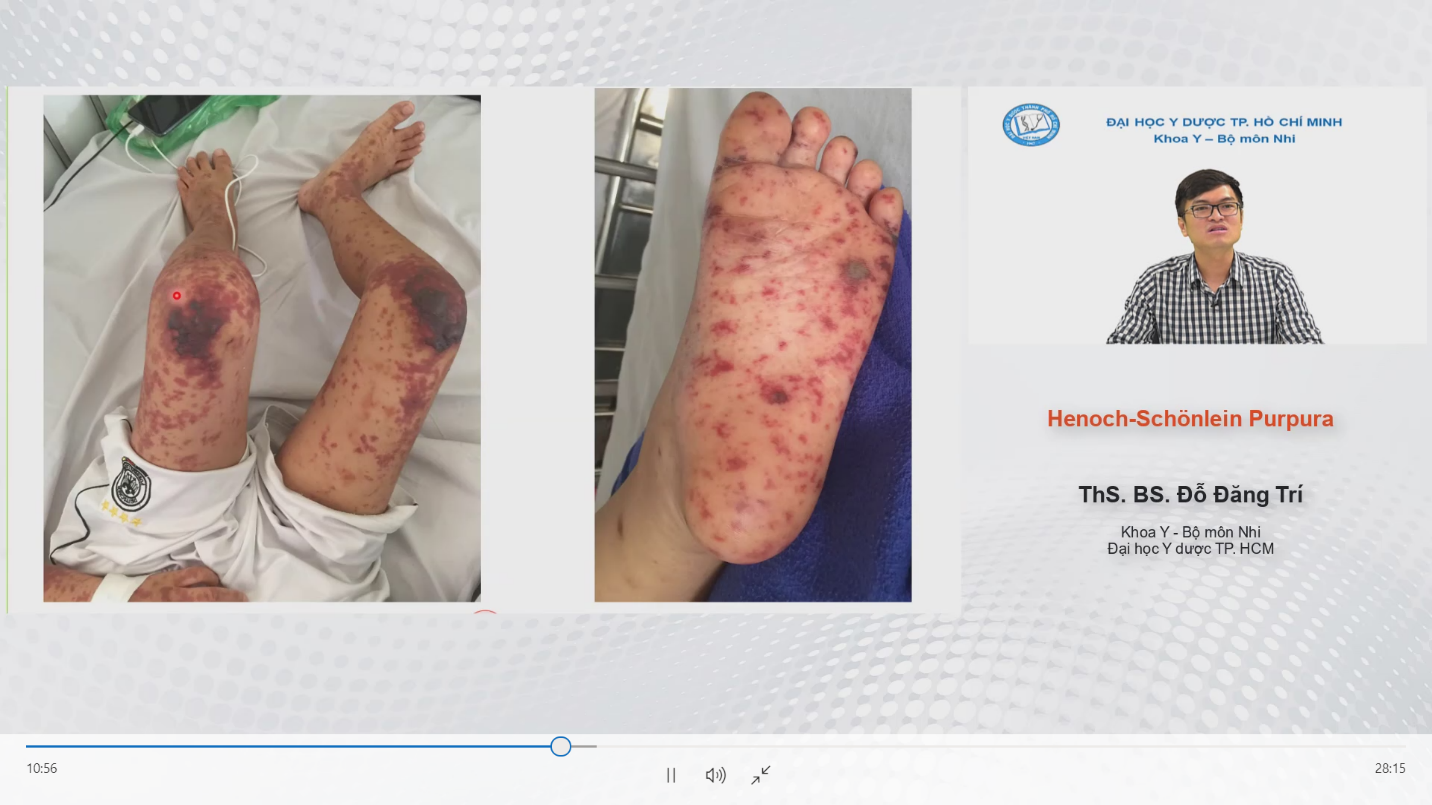 ĐẠI HỌC Y DƯỢC TP. HỒ CHÍ MINH
Khoa Y – Bộ môn Nhi
Henoch-Schönlein Purpura
ThS. BS. Đỗ Đăng Trí
Khoa Y - Bộ môn Nhi
Đại học Y dược TP. HCM
10:56
28:15